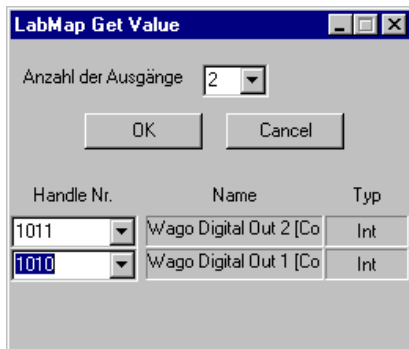 LabMap Get Value
Anzahl der Ausgänge 2
OK Cancel
Handle Nr. Name Typ
1011 Wago Digital Out 2 [Co Int
1010 Wago Digital Out 1 [Co Int